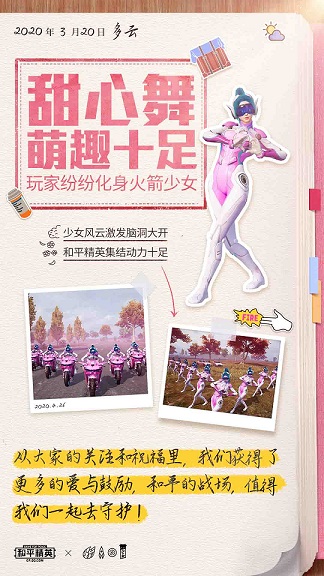 2020 年 3 月20日 多云
甜心舞
萌趣十足
玩家纷纷化身火箭少女
少女风云激发脑洞大开
和平精英集结动力十足
FIRE
2020.4.21
从大家的关注和祝福里，我们获得了
更多的爱与鼓励，和平的战场，值得
我们一起去守护！
和平精英
GP.QQ.COM
×